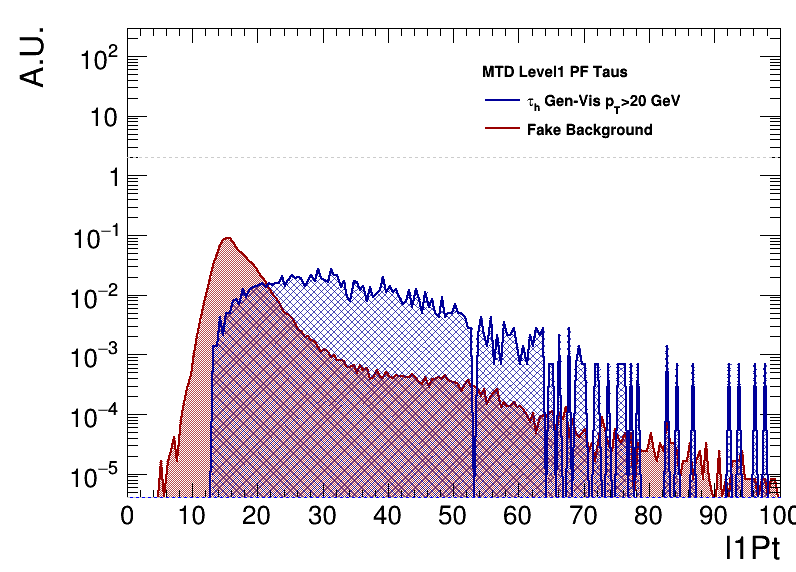 A.U.
MTD Level1 PF Taus
τh Gen-Vis pT>20 GeV
Fake Background
10²
10
1
10⁻¹
10⁻²
10⁻³
10⁻⁴
10⁻⁵
0 10 20 30 40 50 60 70 80 90 100
l1Pt